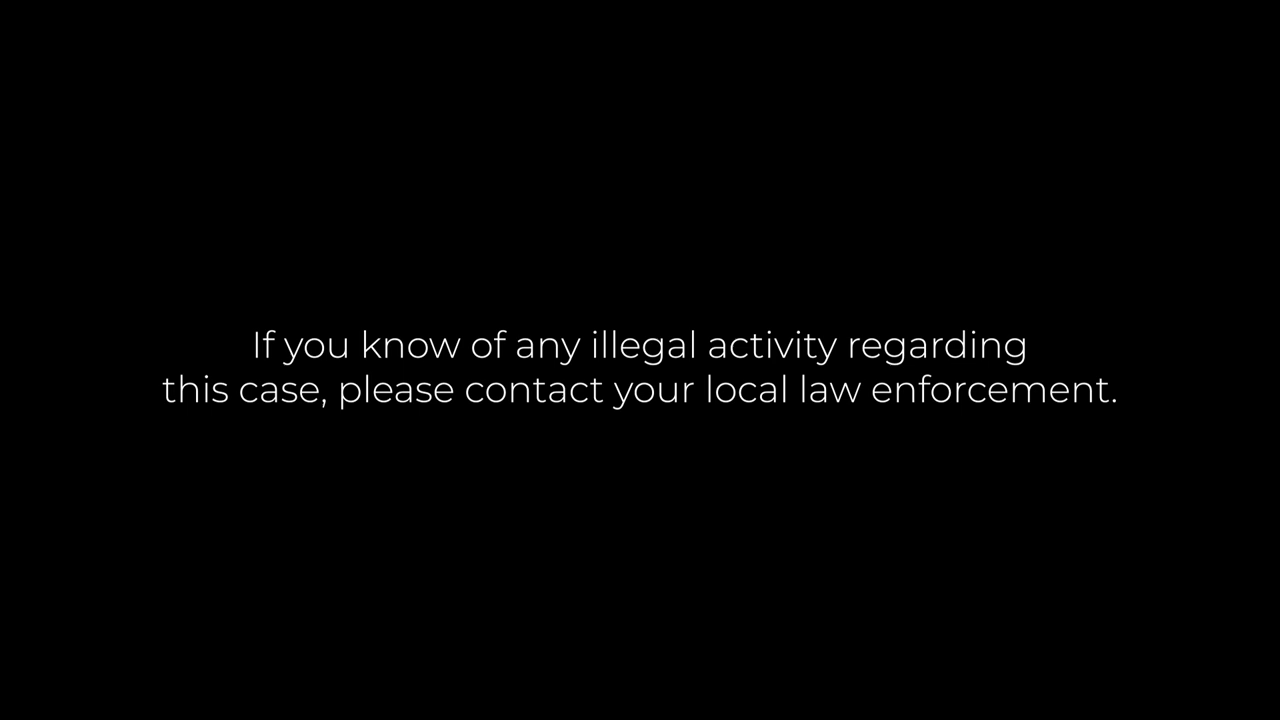 If you know of any illegal activity regarding
this case, please contact your local law enforcement.